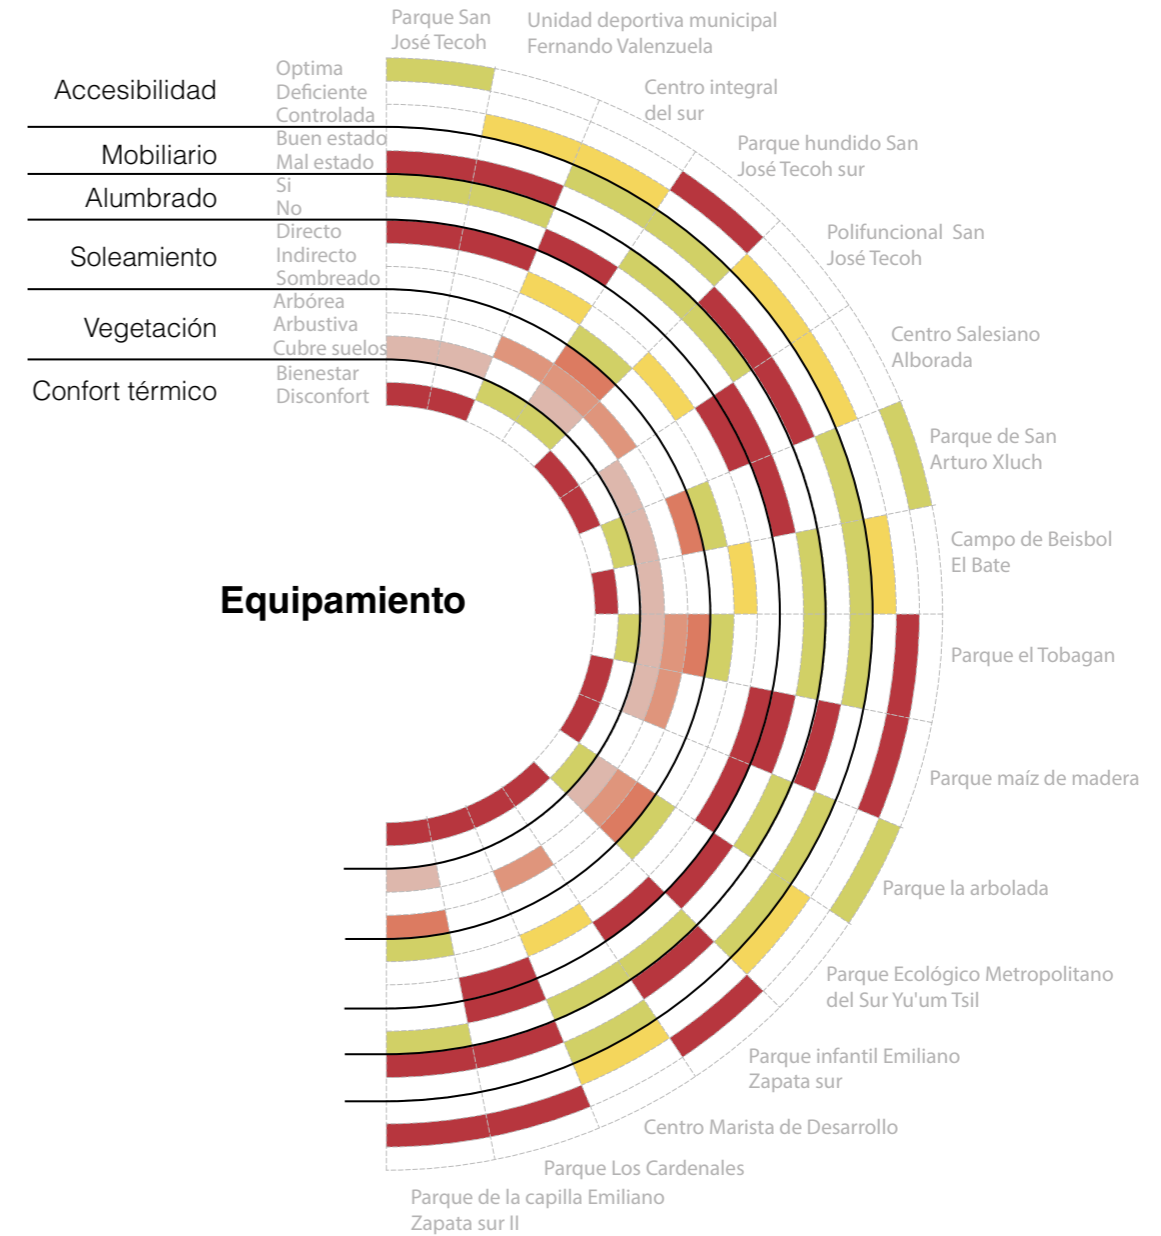 Parque San
José Tecoh
Unidad deportiva municipal
Fernando Valenzuela
Centro integral
del sur
Parque hundido San
José Tecoh sur
Polifuncional San
José Tecoh
Centro Salesiano
Alborada
Parque de San
Arturo Xluch
Campo de Beisbol
El Bate
Parque el Tobagan
Parque maíz de madera
Parque la arbolada
Parque Ecológico Metropolitano
del Sur Yu'um Tsil
Parque infantil Emiliano
Zapata sur
Centro Marista de Desarrollo
Parque Los Cardenales
Parque de la capilla Emiliano
Zapata sur II
Accesibilidad
Optima
Deficiente
Controlada
Mobiliario
Buen estado
Mal estado
Alumbrado
Si
No
Soleamiento
Directo
Indirecto
Sombreado
Vegetación
Arbórea
Arbustiva
Cubre suelos
Confort térmico
Bienestar
Disconfort
Equipamiento